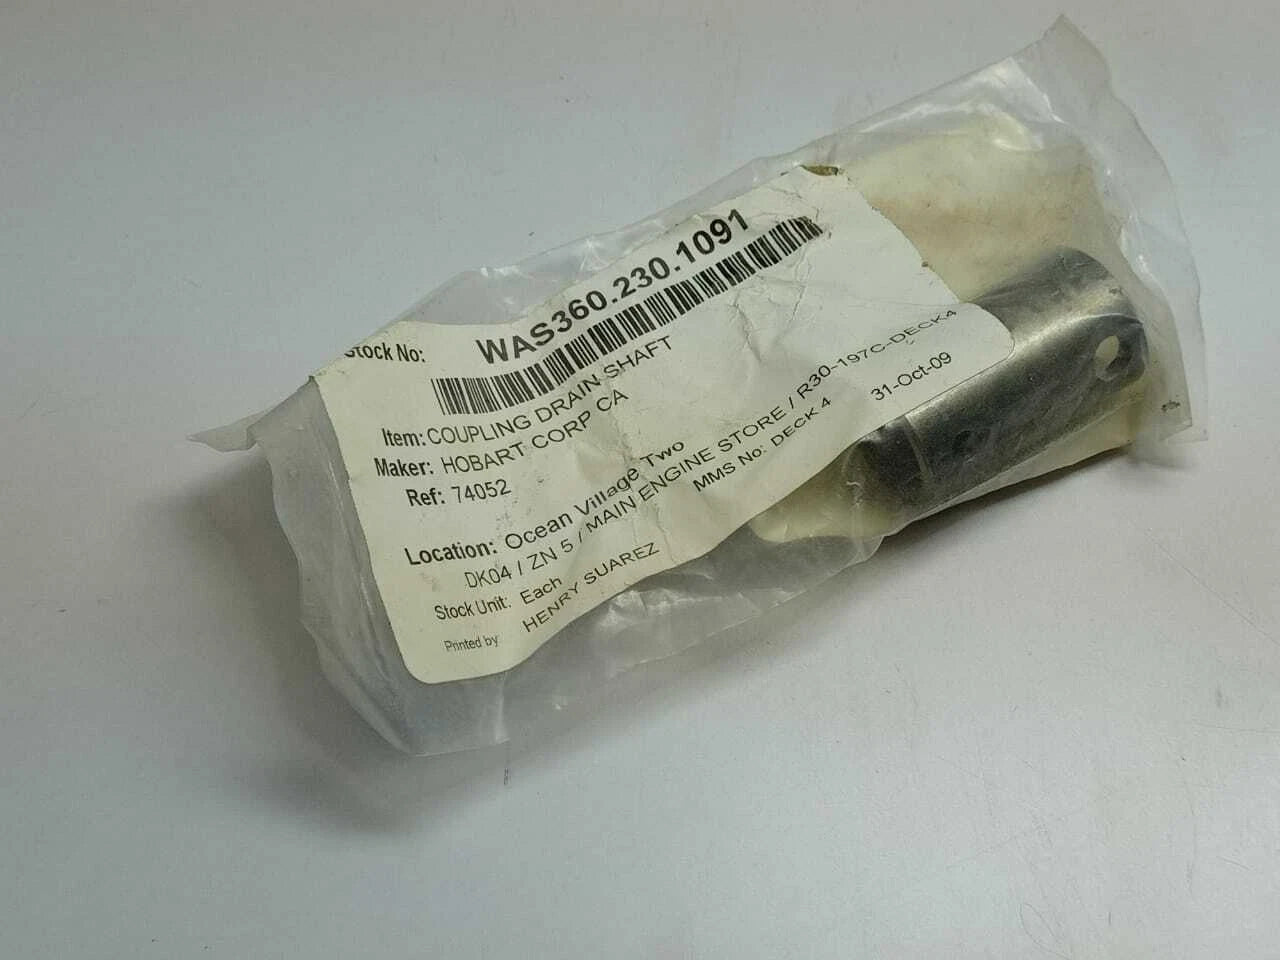 Stock No: WAS360.230.1091
Item: COUPLING DRAIN SHAFT
Maker: HOBART CORP CA
Ref: 74052
Location: Ocean Village Two
DK04 / ZN 5 / MAIN ENGINE STORE / R30-197C-DECK4
Stock Unit: Each MMS No: DECK 4 31-Oct-09
Printed by: HENRY SUAREZ